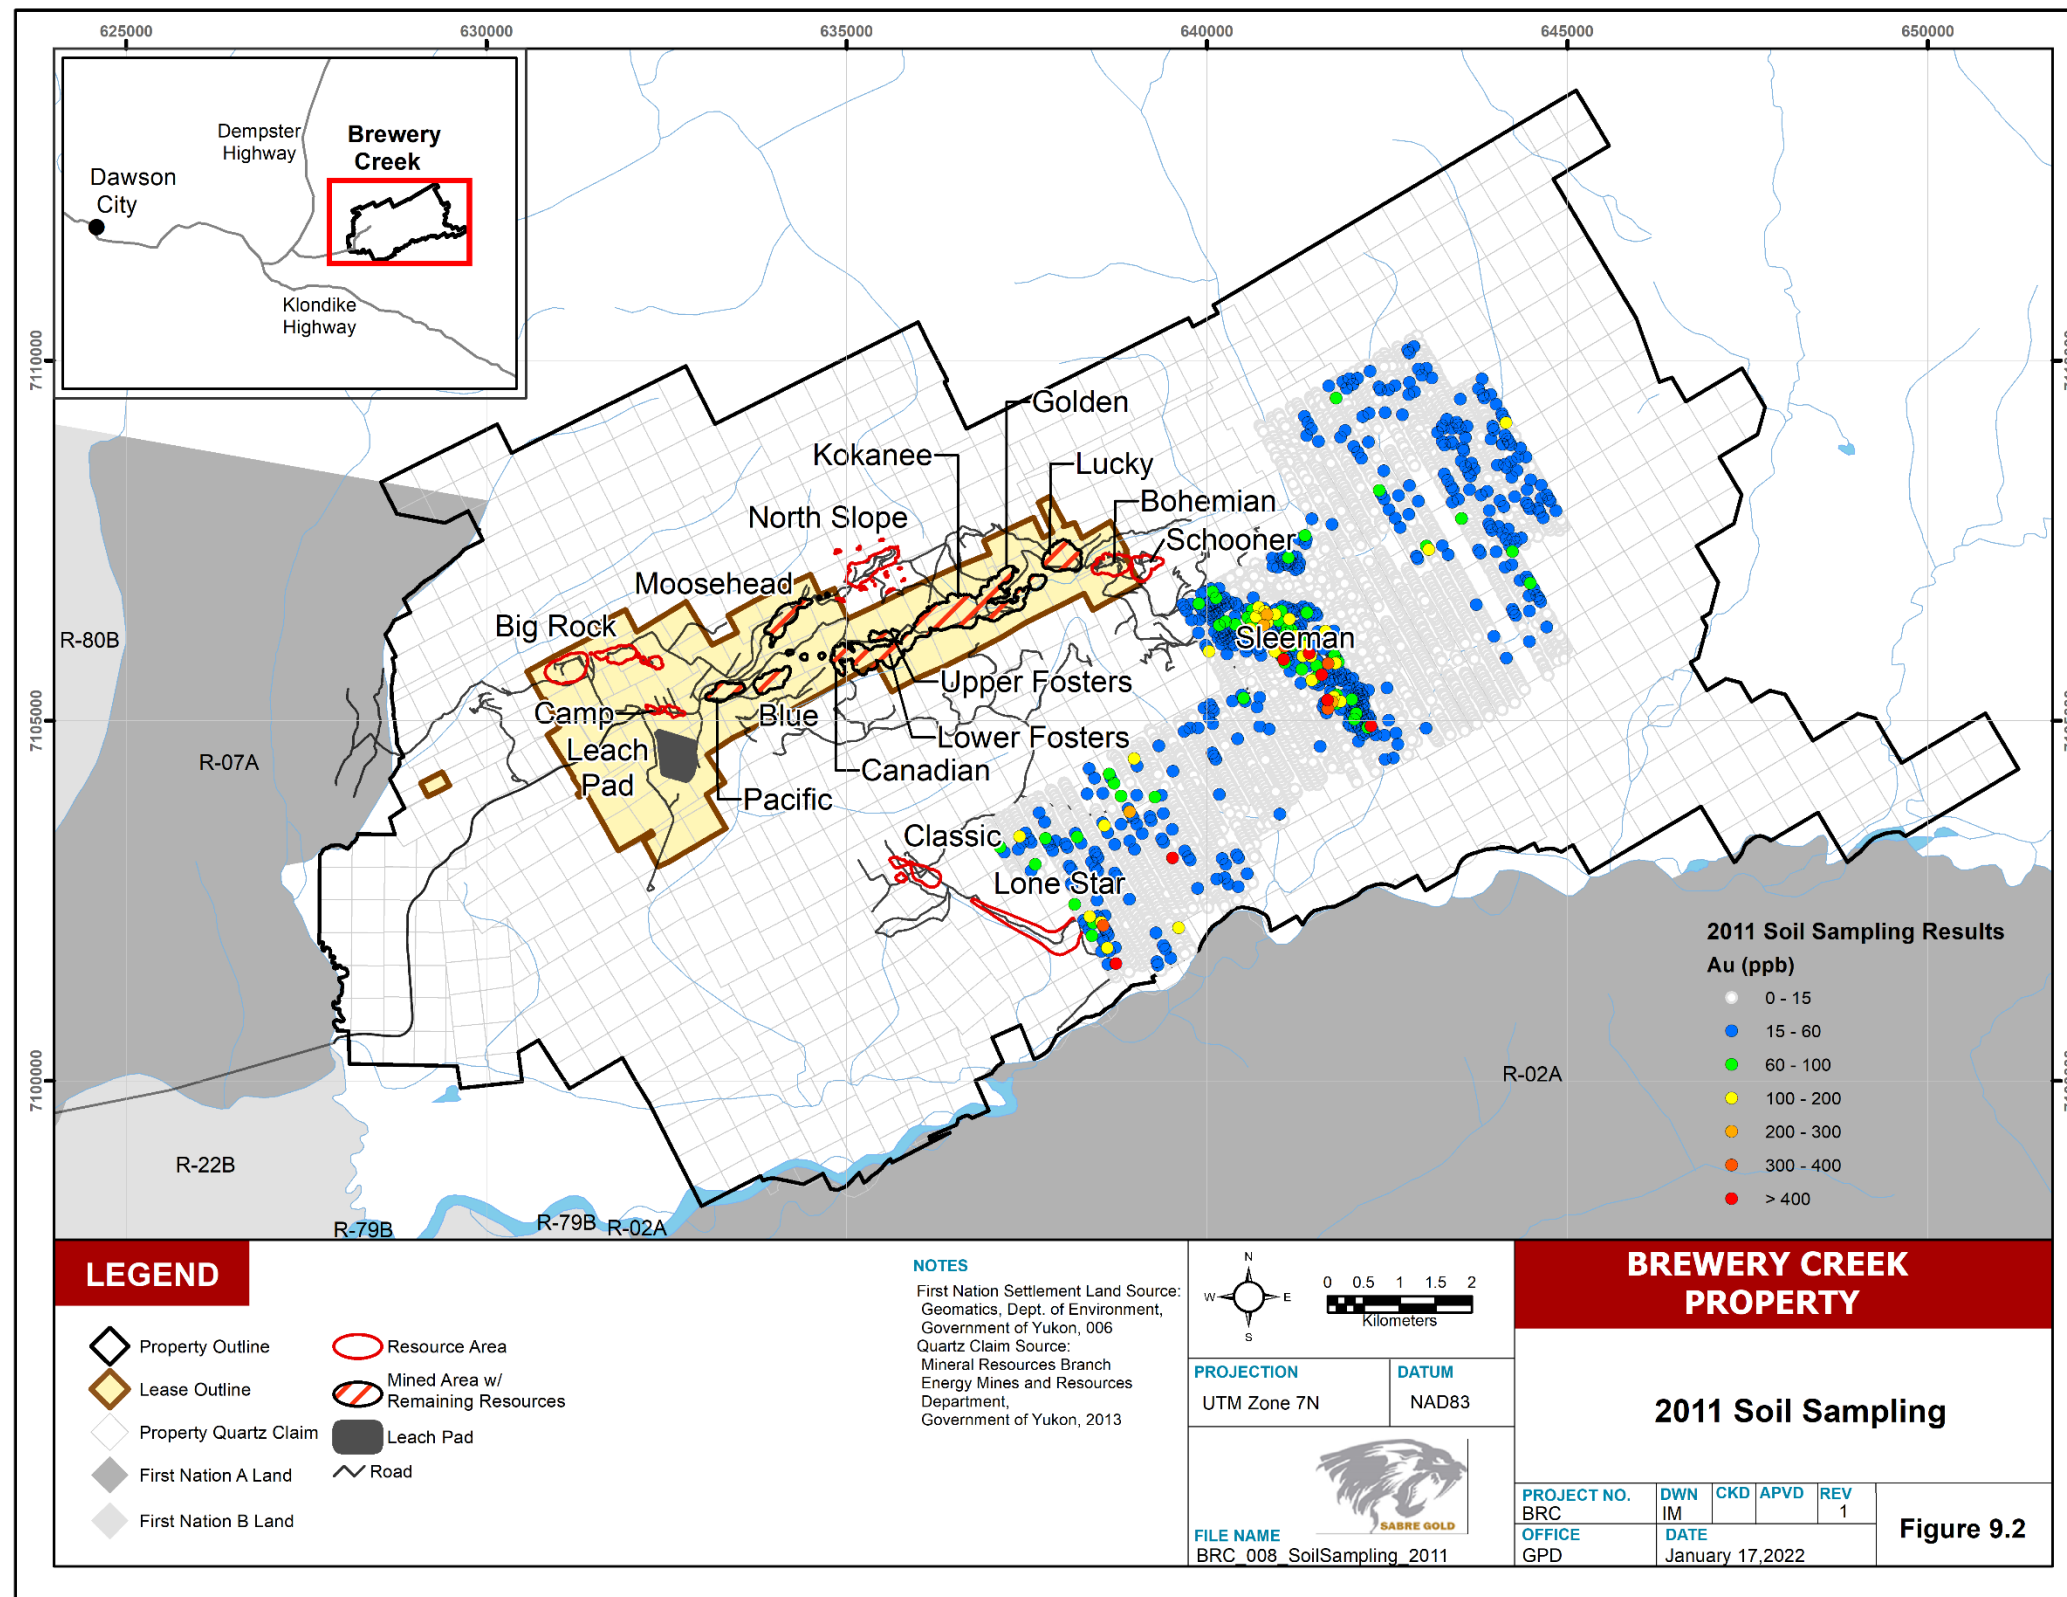 625000 630000 635000 640000 645000 650000
Dempster
Highway
Brewery
Creek
Dawson
City
Klondike
Highway
7110000
7105000
7100000
Golden
Kokanee
Lucky
Bohemian
North Slope
Schooner
Moosehead
Big Rock
Sleeman
Upper Fosters
Camp
Blue
Lower Fosters
Leach
Pad
Canadian
Pacific
Classic
Lone Star
R-80B
R-07A
R-22B
R-79B
R-79B
R-02A
R-02A
2011 Soil Sampling Results
Au (ppb)
0 - 15
15 - 60
60 - 100
100 - 200
200 - 300
300 - 400
> 400
LEGEND
Property Outline
Lease Outline
Property Quartz Claim
First Nation A Land
First Nation B Land
Resource Area
Mined Area w/
Remaining Resources
Leach Pad
Road
NOTES
First Nation Settlement Land Source:
Geomatics, Dept. of Environment,
Government of Yukon, 006
Quartz Claim Source:
Mineral Resources Branch
Energy Mines and Resources
Department,
Government of Yukon, 2013
N
W E
S
0 0.5 1 1.5 2
Kilometers
PROJECTION
UTM Zone 7N
DATUM
NAD83
SABRE GOLD
FILE NAME
BRC_008_SoilSampling_2011
BREWERY CREEK
PROPERTY
2011 Soil Sampling
PROJECT NO.
BRC
DWN
IM
CKD
APVD
REV
1
OFFICE
GPD
DATE
January 17,2022
Figure 9.2